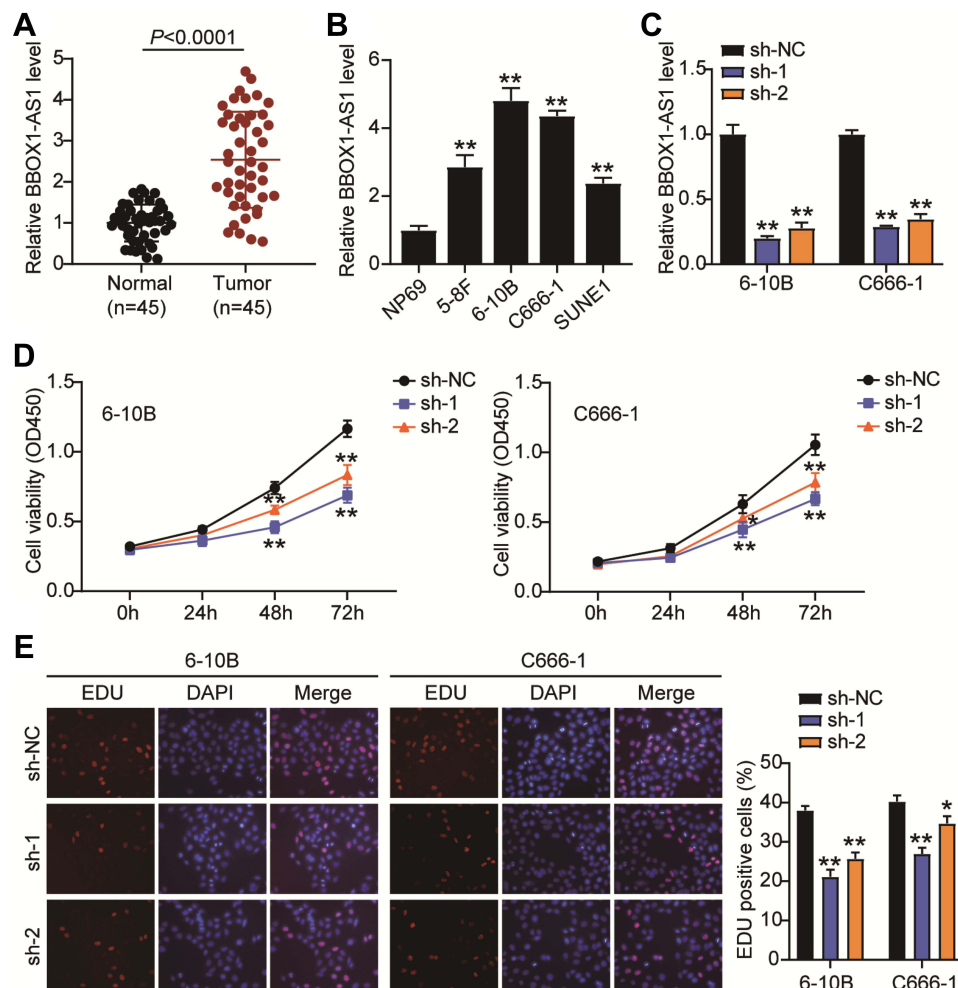 A
P<0.0001
Relative BBOX1-AS1 level
5
4
3
2
1
0
Normal
(n=45)
Tumor
(n=45)
B
Relative BBOX1-AS1 level
6
4
2
0
**
**
**
**
NP69
5-8F
6-10B
C666-1
SUNE1
C
sh-NC
sh-1
sh-2
Relative BBOX1-AS1 level
1.5
1.0
0.5
0.0
**
**
**
**
6-10B
C666-1
D
Cell viability (OD450)
1.5
1.0
0.5
0.0
6-10B
sh-NC
sh-1
sh-2
**
**
**
**
0h
24h
48h
72h
Cell viability (OD450)
1.5
1.0
0.5
0.0
C666-1
sh-NC
sh-1
sh-2
**
*
**
**
0h
24h
48h
72h
E
6-10B
C666-1
EDU
DAPI
Merge
EDU
DAPI
Merge
sh-NC
sh-1
sh-2
sh-NC
sh-1
sh-2
EDU positive cells (%)
50
40
30
20
10
0
**
**
**
*
6-10B
C666-1